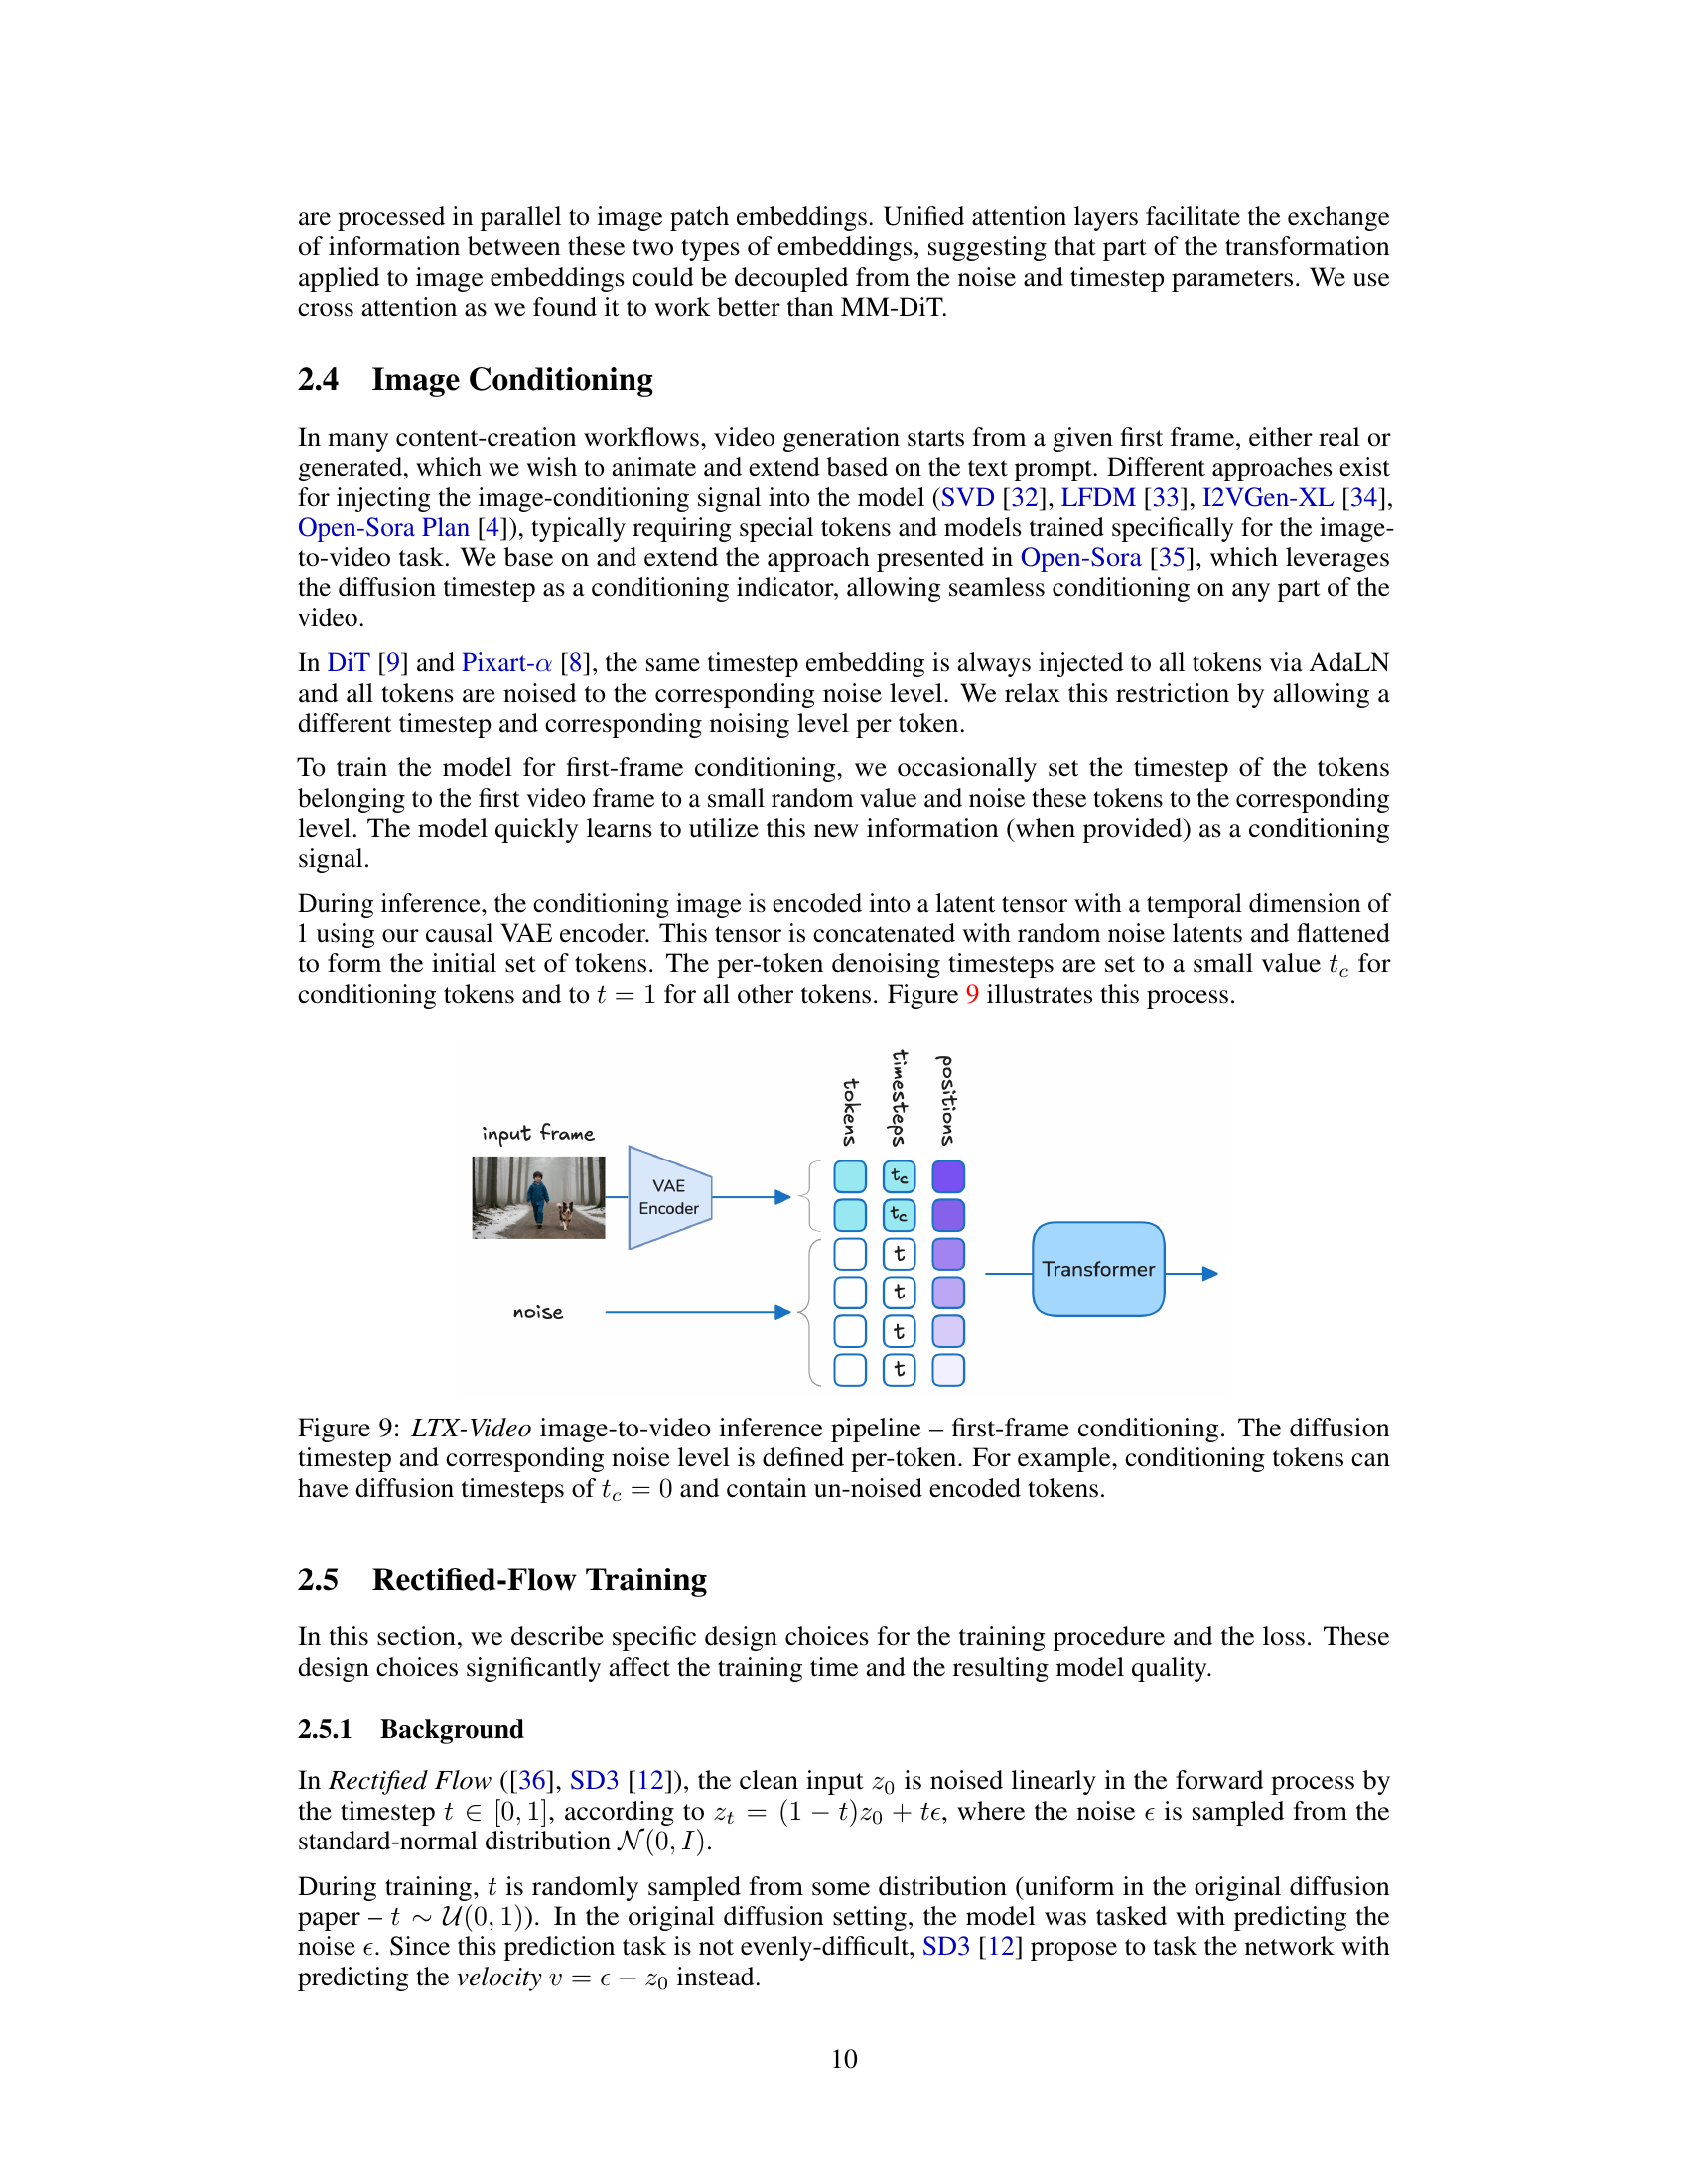 are processed in parallel to image patch embeddings. Unified attention layers facilitate the exchange
of information between these two types of embeddings, suggesting that part of the transformation
applied to image embeddings could be decoupled from the noise and timestep parameters. We use
cross attention as we found it to work better than MM-DiT.
2.4 Image Conditioning
In many content-creation workflows, video generation starts from a given first frame, either real or
generated, which we wish to animate and extend based on the text prompt. Different approaches exist
for injecting the image-conditioning signal into the model (SVD [32], LFDM [33], I2VGen-XL [34],
Open-Sora Plan [4]), typically requiring special tokens and models trained specifically for the image-
to-video task. We base on and extend the approach presented in Open-Sora [35], which leverages
the diffusion timestep as a conditioning indicator, allowing seamless conditioning on any part of the
video.
In DiT [9] and Pixart-α [8], the same timestep embedding is always injected to all tokens via AdaLN
and all tokens are noised to the corresponding noise level. We relax this restriction by allowing a
different timestep and corresponding noising level per token.
To train the model for first-frame conditioning, we occasionally set the timestep of the tokens
belonging to the first video frame to a small random value and noise these tokens to the corresponding
level. The model quickly learns to utilize this new information (when provided) as a conditioning
signal.
During inference, the conditioning image is encoded into a latent tensor with a temporal dimension of
1 using our causal VAE encoder. This tensor is concatenated with random noise latents and flattened
to form the initial set of tokens. The per-token denoising timesteps are set to a small value t_c for
conditioning tokens and to t = 1 for all other tokens. Figure 9 illustrates this process.
tokens
timesteps
positions
input frame
VAE
Encoder
t_c
t_c
t
t
t
t
noise
Transformer
Figure 9: LTX-Video image-to-video inference pipeline – first-frame conditioning. The diffusion
timestep and corresponding noise level is defined per-token. For example, conditioning tokens can
have diffusion timesteps of t_c = 0 and contain un-noised encoded tokens.
2.5 Rectified-Flow Training
In this section, we describe specific design choices for the training procedure and the loss. These
design choices significantly affect the training time and the resulting model quality.
2.5.1 Background
In Rectified Flow ([36], SD3 [12]), the clean input z_0 is noised linearly in the forward process by
the timestep t ∈ [0, 1], according to z_t = (1 − t)z_0 + tϵ, where the noise ϵ is sampled from the
standard-normal distribution 𝒩(0, I).
During training, t is randomly sampled from some distribution (uniform in the original diffusion
paper – t ∼ 𝒰(0, 1)). In the original diffusion setting, the model was tasked with predicting the
noise ϵ. Since this prediction task is not evenly-difficult, SD3 [12] propose to task the network with
predicting the velocity v = ϵ − z_0 instead.
10